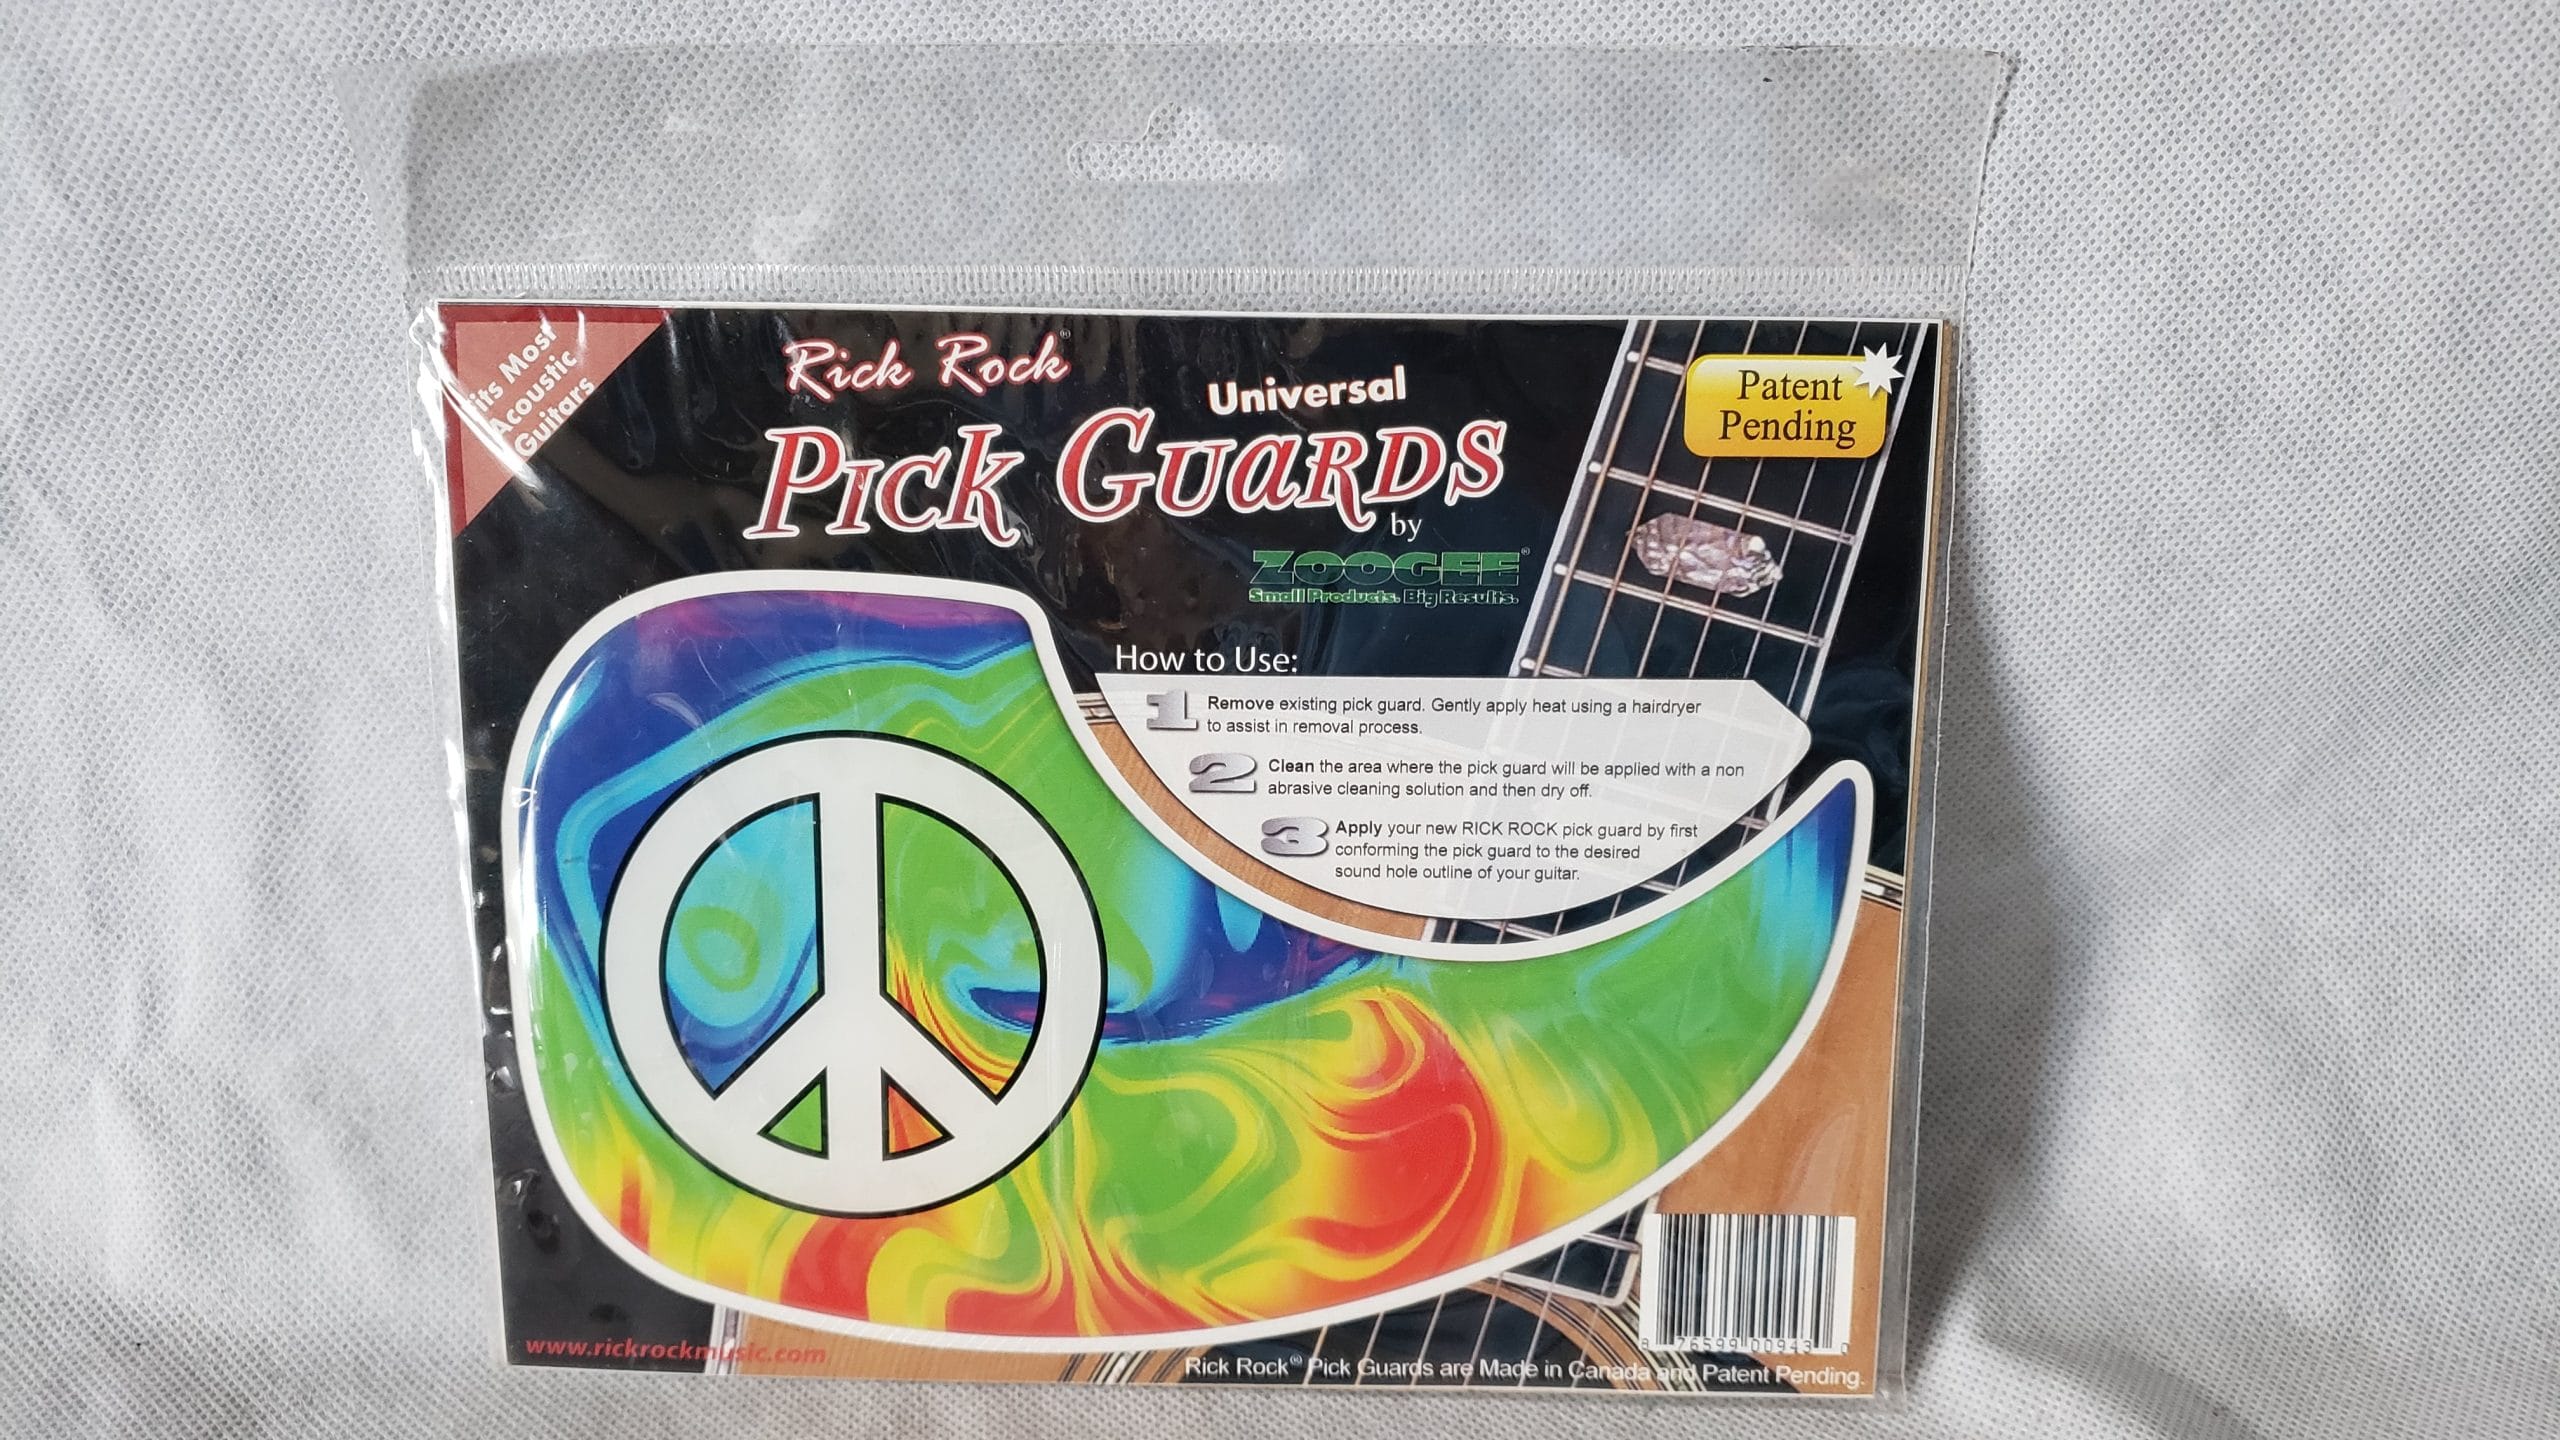 Fits Most
Acoustic
Guitars
Rick Rock®
Universal
Pick Guards
by
ZOOGEE®
Small Products. Big Results.
Patent
Pending
How to Use:
1 Remove existing pick guard. Gently apply heat using a hairdryer
to assist in removal process.
2 Clean the area where the pick guard will be applied with a non
abrasive cleaning solution and then dry off.
3 Apply your new RICK ROCK pick guard by first
conforming the pick guard to the desired
sound hole outline of your guitar.
8 76599 00943 0
www.rickrockmusic.com
Rick Rock® Pick Guards are Made in Canada and Patent Pending.